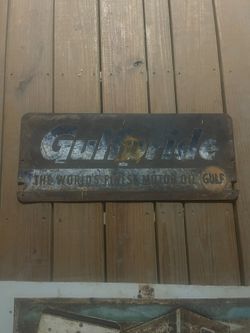 Gulfpride
THE WORLD'S FINEST MOTOR OIL GULF